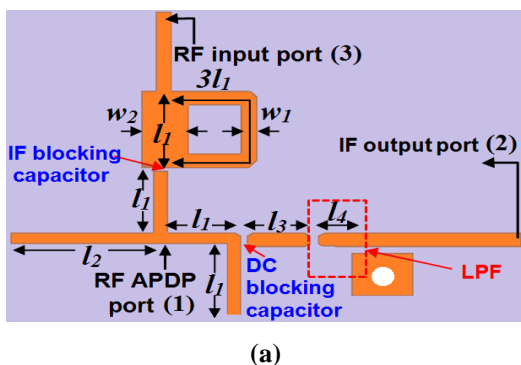 RF input port (3)
3l1
w2
w1
l1
IF blocking
capacitor
IF output port (2)
l1
l1
l3
l4
l2
RF APDP
port (1)
l1
DC
blocking
capacitor
LPF
(a)